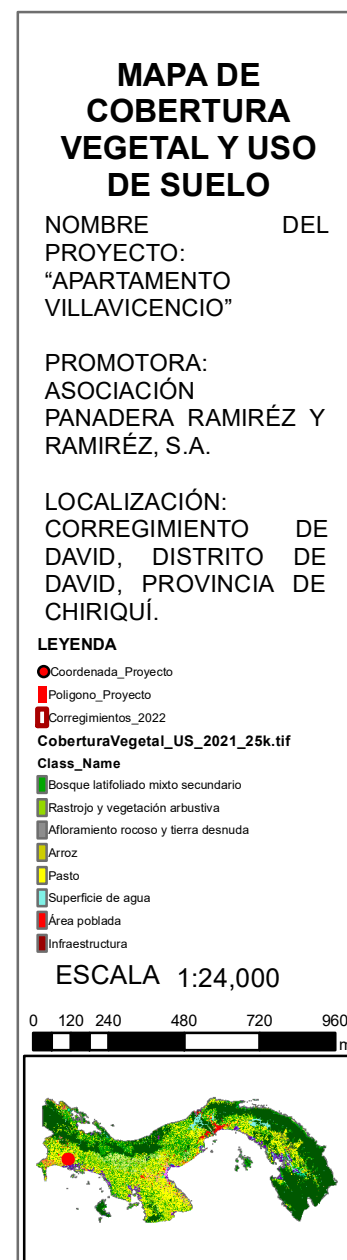 MAPA DE
COBERTURA
VEGETAL Y USO
DE SUELO
NOMBRE DEL
PROYECTO:
“APARTAMENTO
VILLAVICENCIO”
PROMOTORA:
ASOCIACIÓN
PANADERA RAMIRÉZ Y
RAMIRÉZ, S.A.
LOCALIZACIÓN:
CORREGIMIENTO DE
DAVID, DISTRITO DE
DAVID, PROVINCIA DE
CHIRIQUÍ.
LEYENDA
Coordenada_Proyecto
Poligono_Proyecto
Corregimientos_2022
CoberturaVegetal_US_2021_25k.tif
Class_Name
Bosque latifoliado mixto secundario
Rastrojo y vegetación arbustiva
Afloramiento rocoso y tierra desnuda
Arroz
Pasto
Superficie de agua
Área poblada
Infraestructura
ESCALA 1:24,000
0 120 240 480 720 960
m